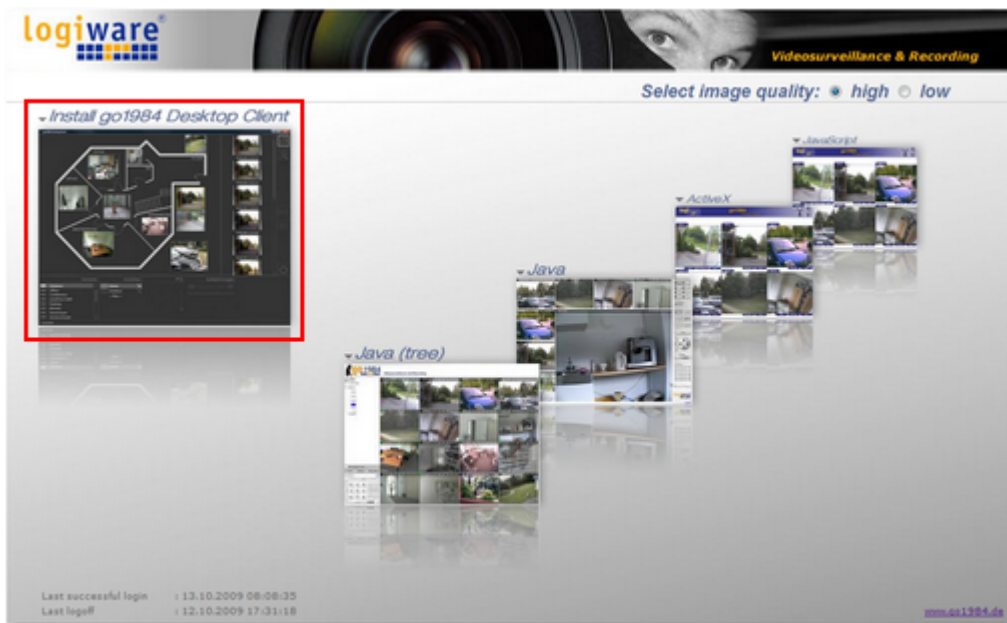 logiware®
Videosurveillance & Recording
Select image quality: high low
Install go1984 Desktop Client
JavaScript
ActiveX
Java
Java (tree)
Last successful login : 13.10.2009 08:08:35
Last logoff : 12.10.2009 17:31:18
www.go1984.de